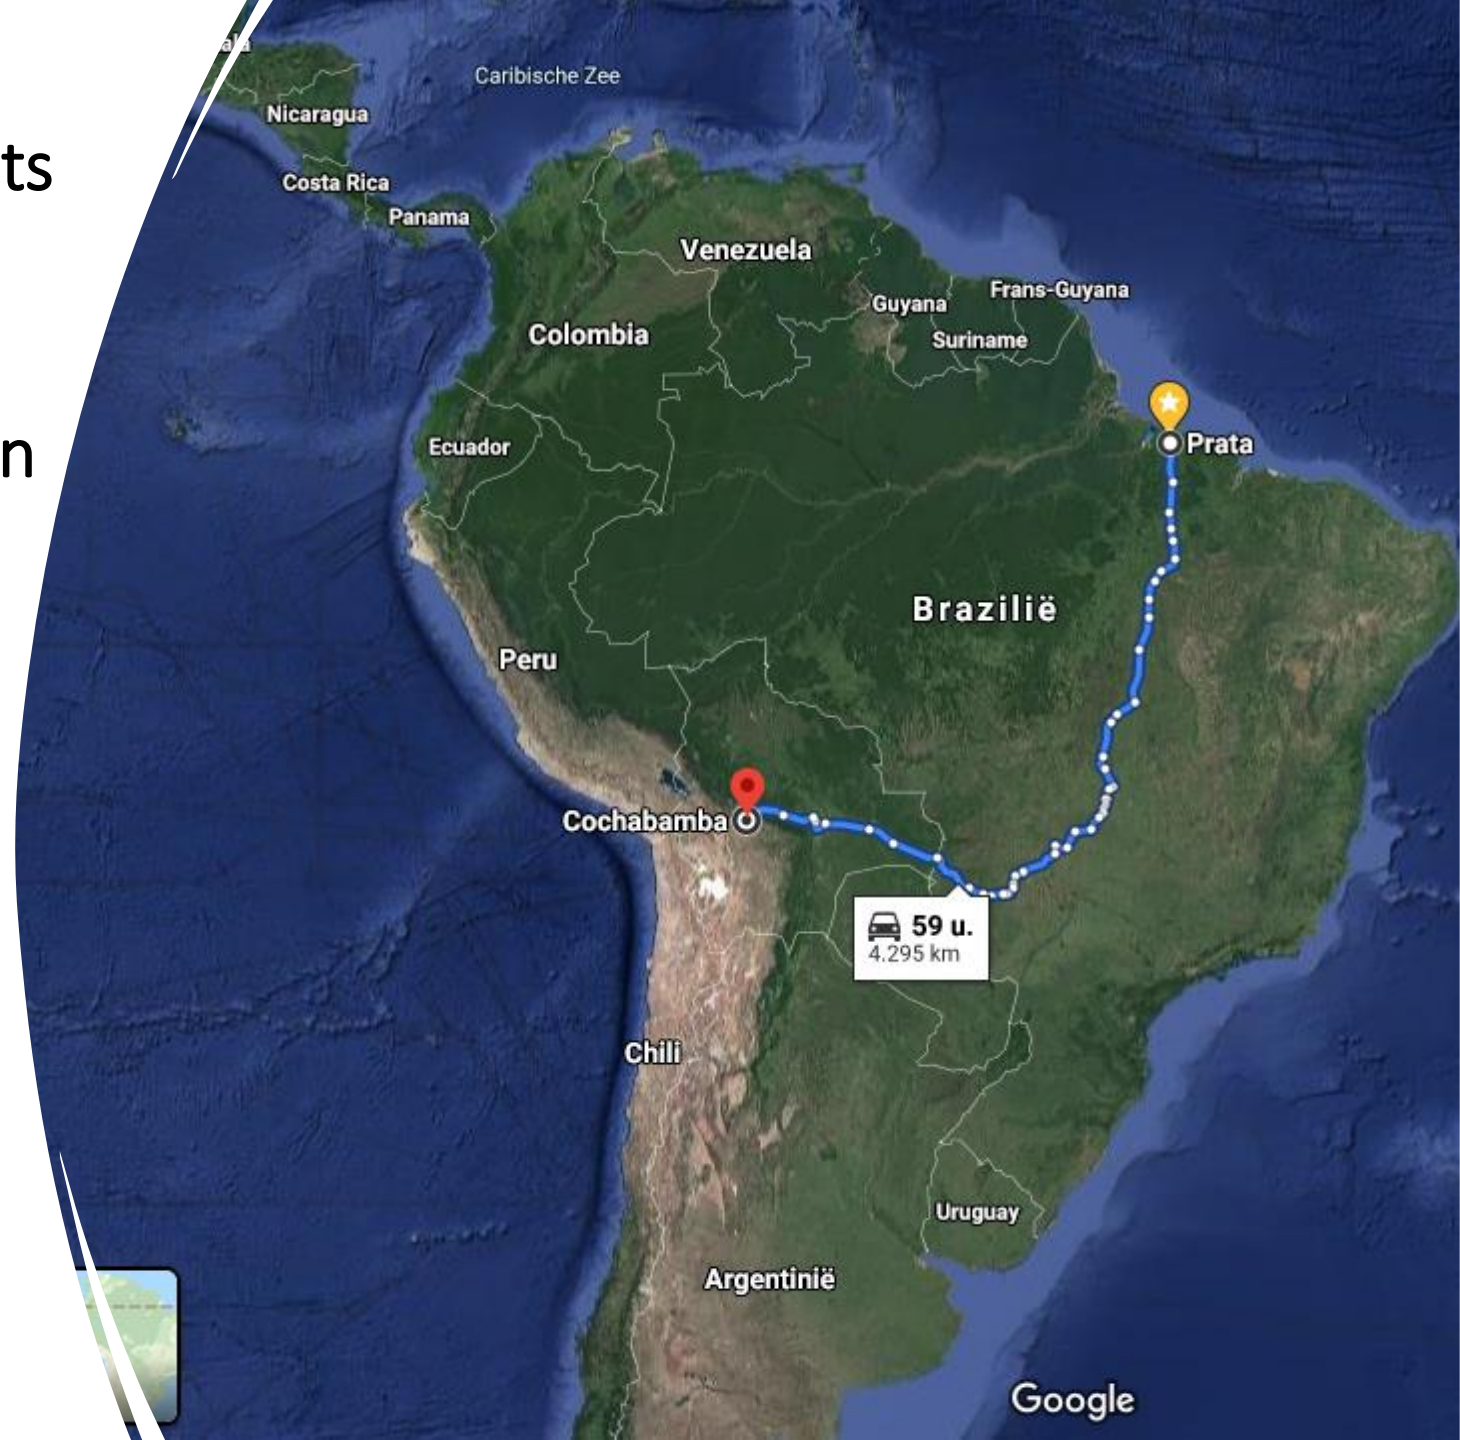 ts
n
Caribische Zee
Nicaragua
Costa Rica
Panama
Venezuela
Guyana
Frans-Guyana
Suriname
Colombia
Ecuador
Prata
Brazilië
Peru
Cochabamba
59 u.
4.295 km
Chili
Uruguay
Argentinië
Google